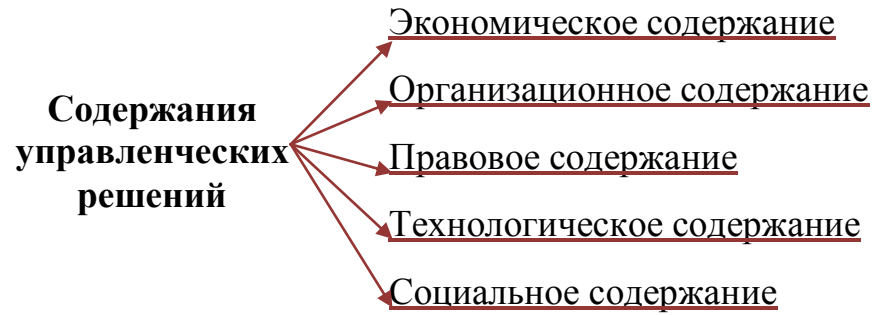 Содержания
управленческих
решений
Экономическое содержание
Организационное содержание
Правовое содержание
Технологическое содержание
Социальное содержание